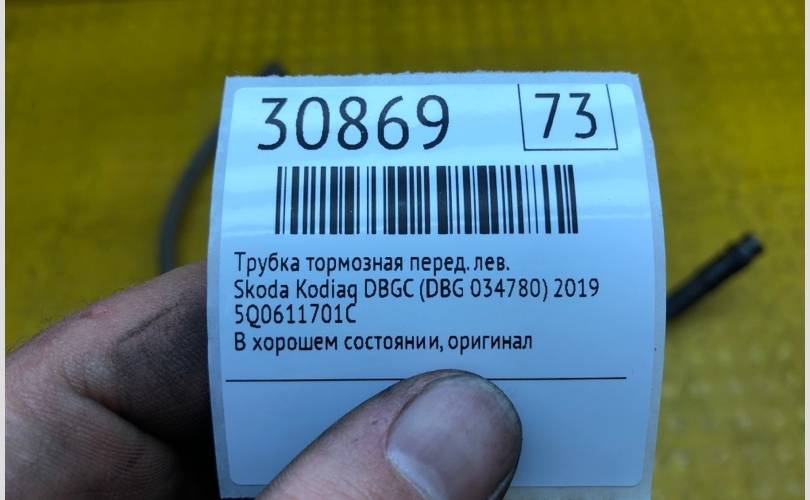 30869 73
Трубка тормозная перед. лев.
Skoda Kodiaq DBGC (DBG 034780) 2019
5Q0611701C
В хорошем состоянии, оригинал